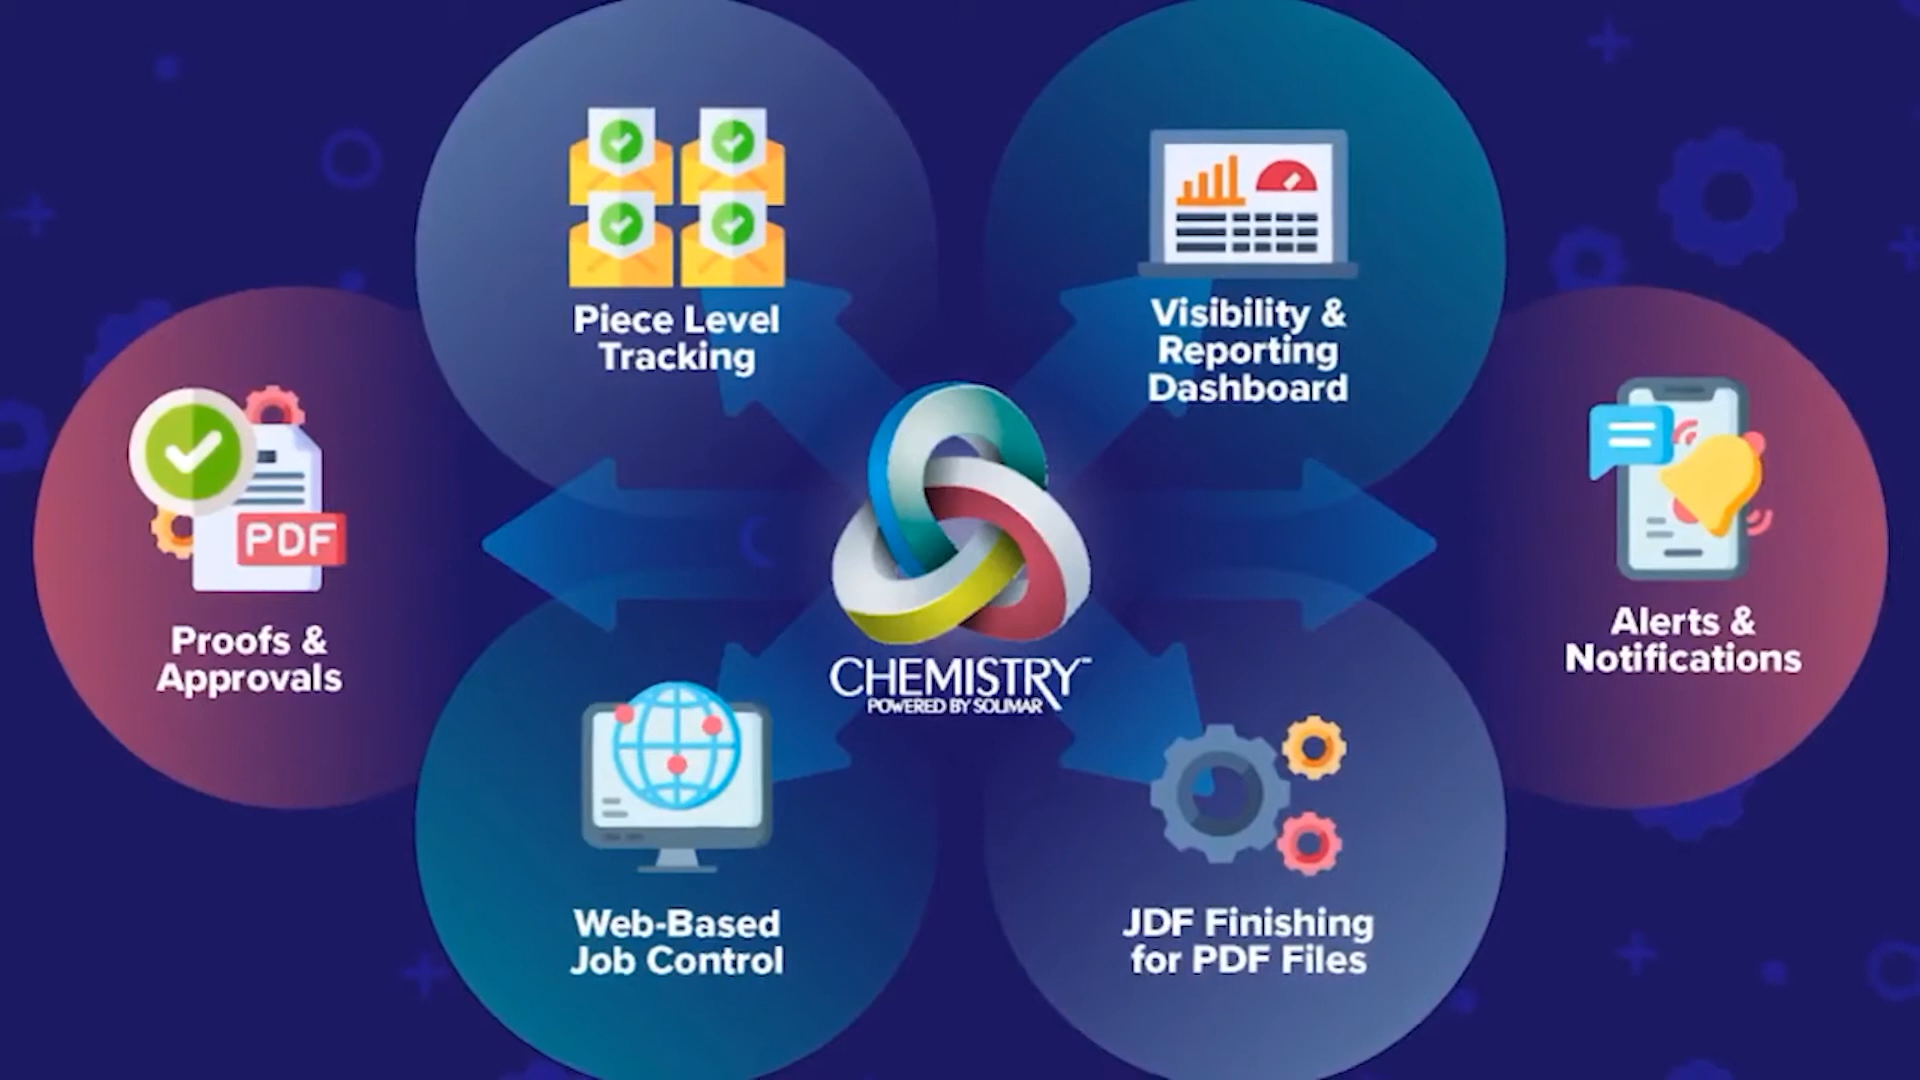 Piece Level
Tracking
Visibility &
Reporting
Dashboard
PDF
Proofs &
Approvals
Alerts &
Notifications
CHEMISTRY™
POWERED BY SOLIMAR
Web-Based
Job Control
JDF Finishing
for PDF Files